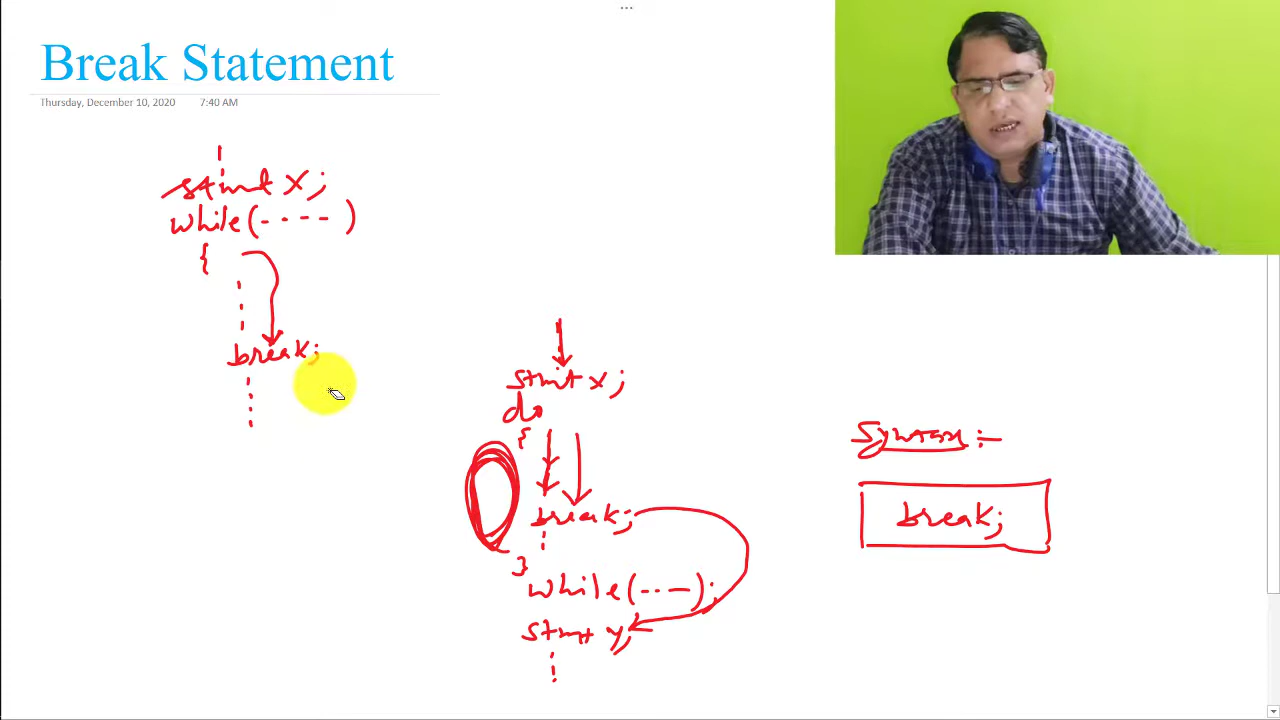 Break Statement
Thursday, December 10, 2020 7:40 AM
stmt x;
while(----)
{
break;
stmt x;
do
{
break;
}
while(---);
stmt y;
Syntax:-
break;